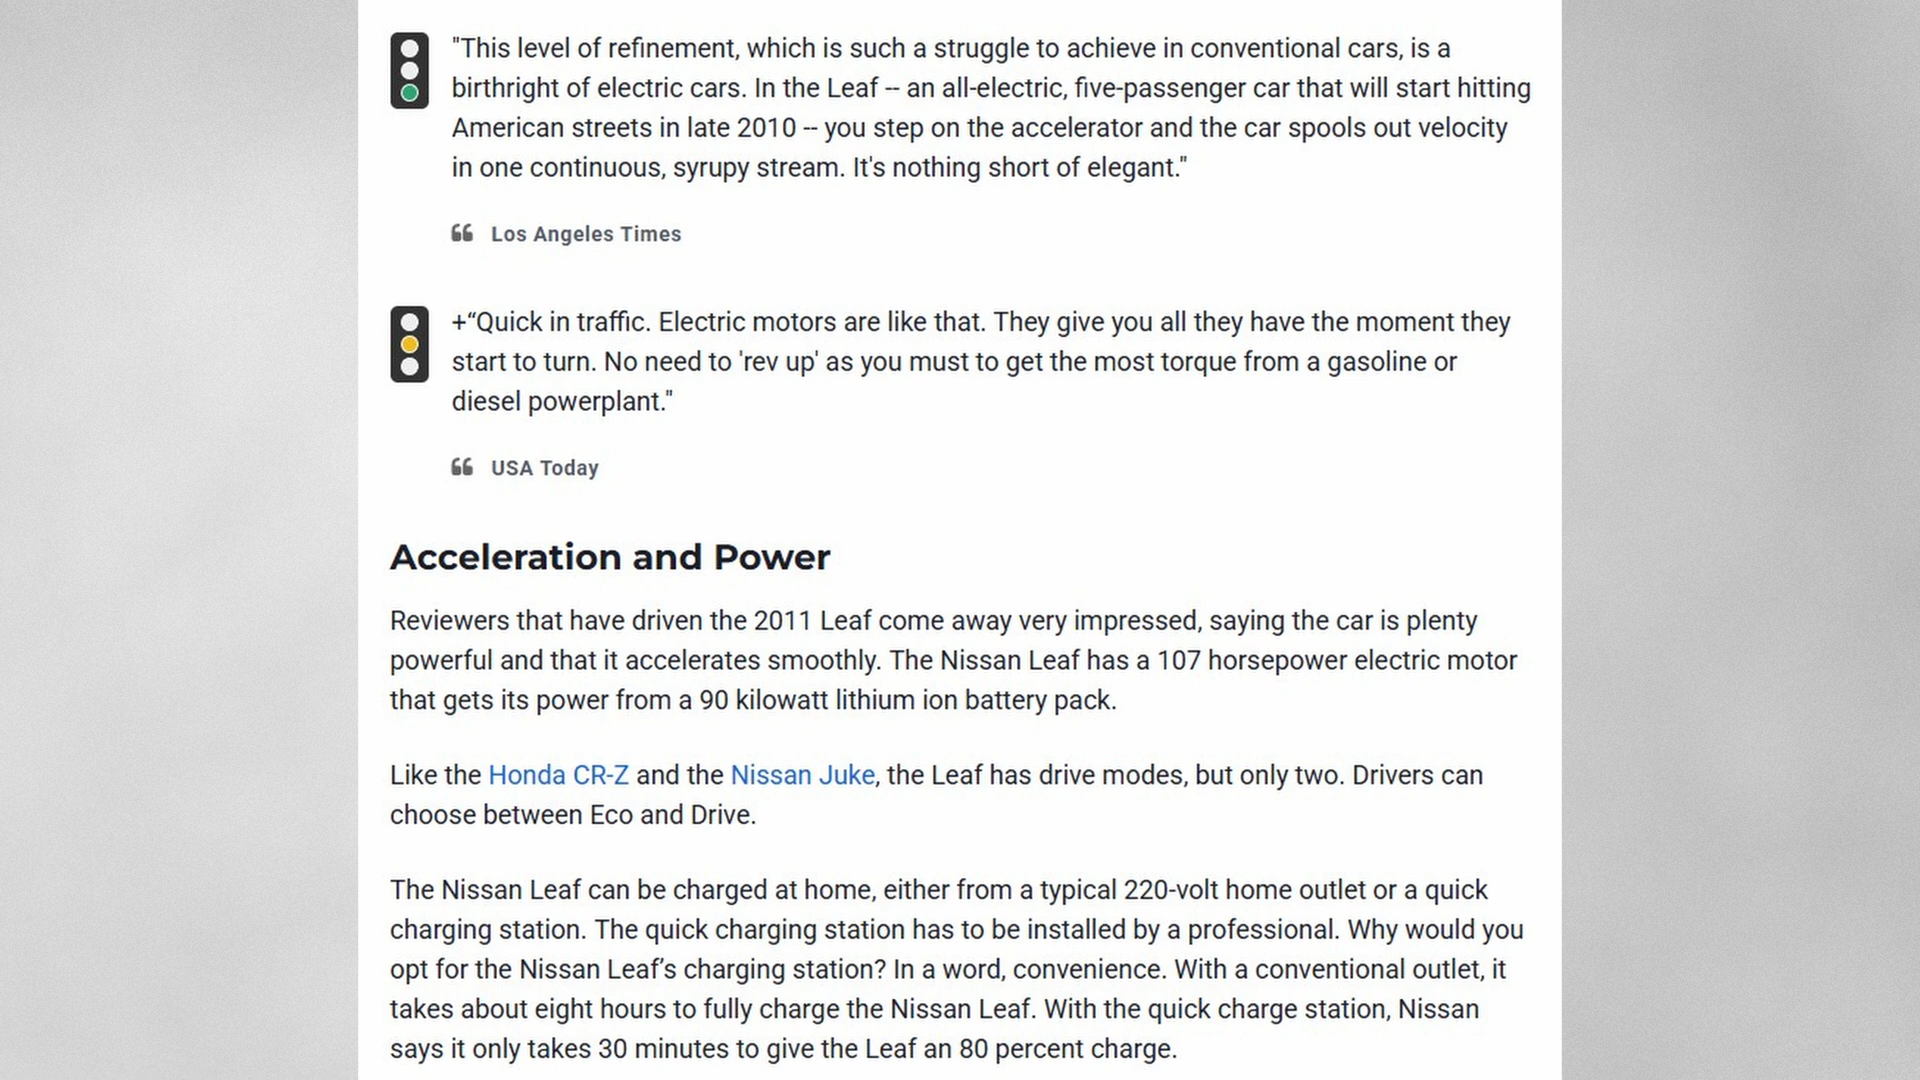 "This level of refinement, which is such a struggle to achieve in conventional cars, is a
birthright of electric cars. In the Leaf -- an all-electric, five-passenger car that will start hitting
American streets in late 2010 -- you step on the accelerator and the car spools out velocity
in one continuous, syrupy stream. It's nothing short of elegant."
Los Angeles Times
+“Quick in traffic. Electric motors are like that. They give you all they have the moment they
start to turn. No need to 'rev up' as you must to get the most torque from a gasoline or
diesel powerplant."
USA Today
Acceleration and Power
Reviewers that have driven the 2011 Leaf come away very impressed, saying the car is plenty
powerful and that it accelerates smoothly. The Nissan Leaf has a 107 horsepower electric motor
that gets its power from a 90 kilowatt lithium ion battery pack.
Like the Honda CR-Z and the Nissan Juke, the Leaf has drive modes, but only two. Drivers can
choose between Eco and Drive.
The Nissan Leaf can be charged at home, either from a typical 220-volt home outlet or a quick
charging station. The quick charging station has to be installed by a professional. Why would you
opt for the Nissan Leaf’s charging station? In a word, convenience. With a conventional outlet, it
takes about eight hours to fully charge the Nissan Leaf. With the quick charge station, Nissan
says it only takes 30 minutes to give the Leaf an 80 percent charge.